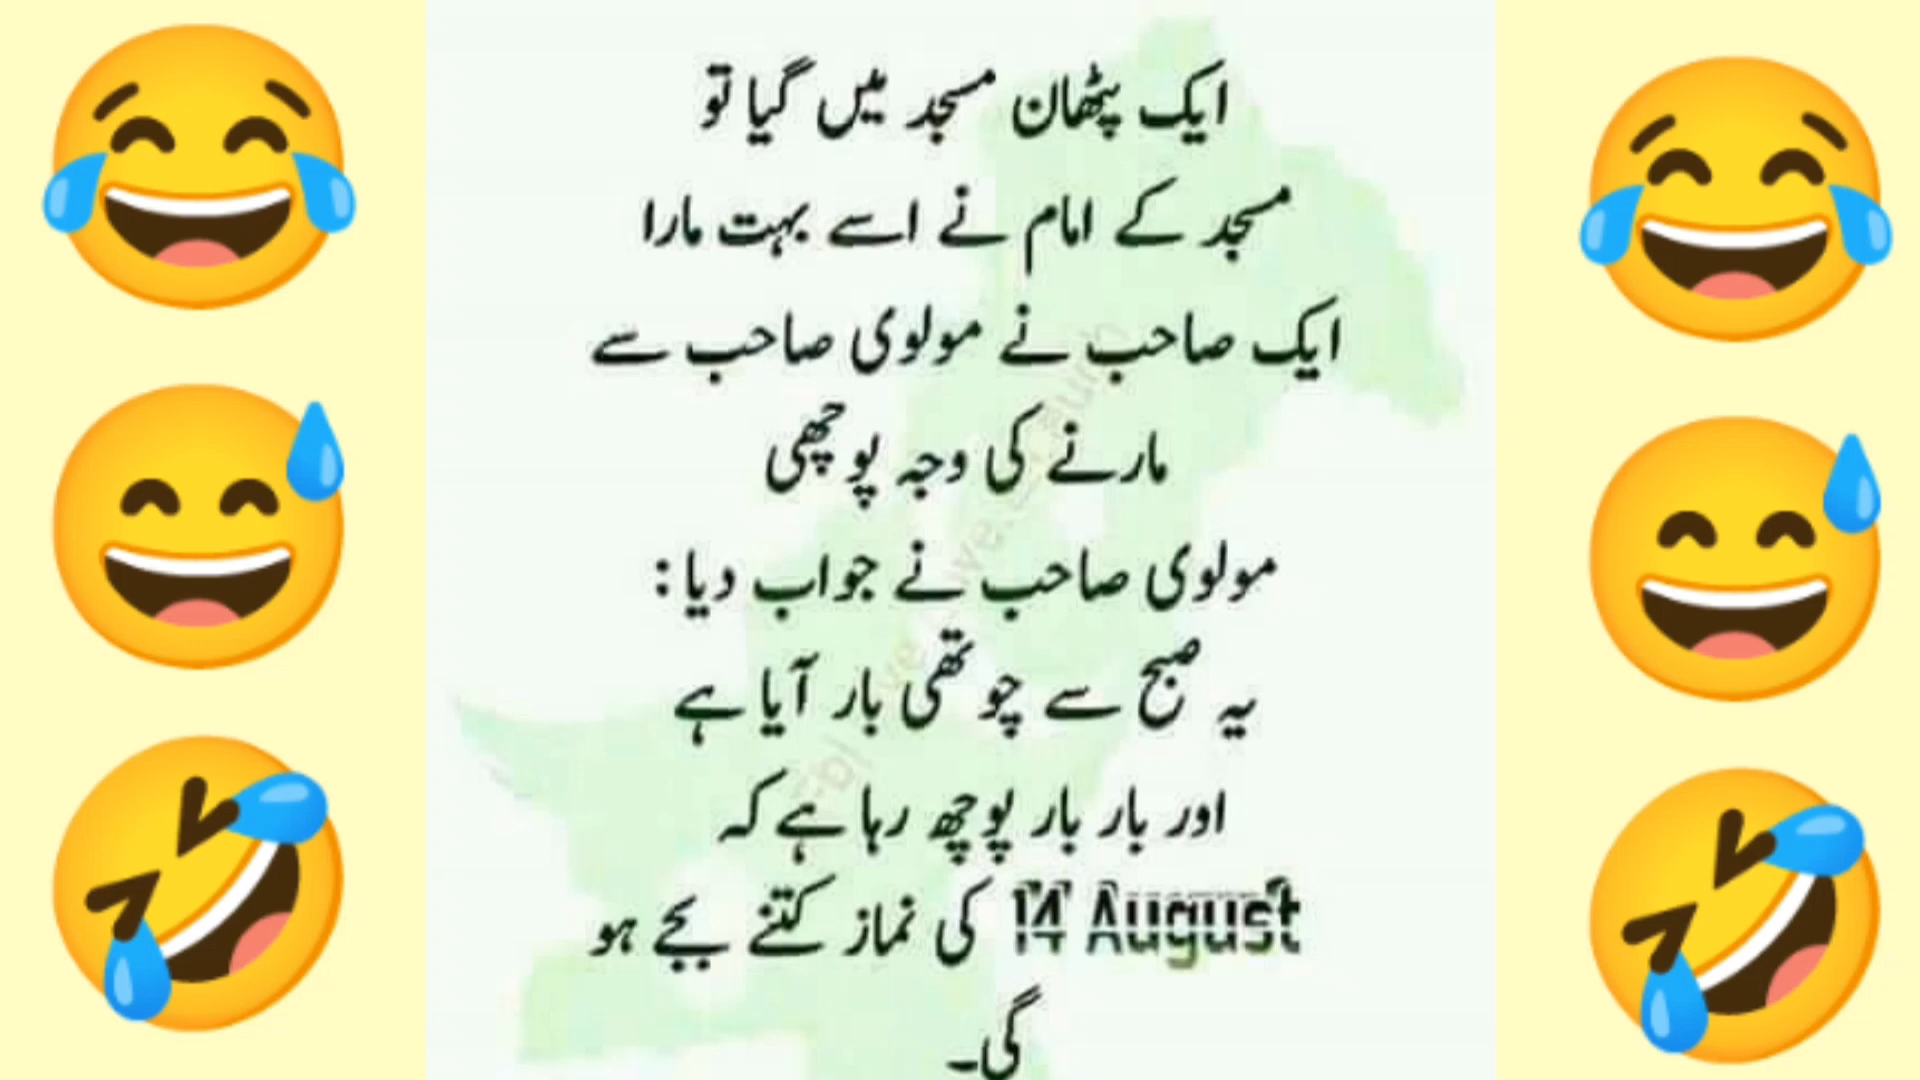 ایک پٹھان مسجد میں گیا تو
مسجد کے امام نے اسے بہت مارا
ایک صاحب نے مولوی صاحب سے
مارنے کی وجہ پوچھی
مولوی صاحب نے جواب دیا:
یہ صبح سے چوتھی بار آیا ہے
اور بار بار پوچھ رہا ہے کہ
14 August کی نماز کتنے بجے ہو
گی۔